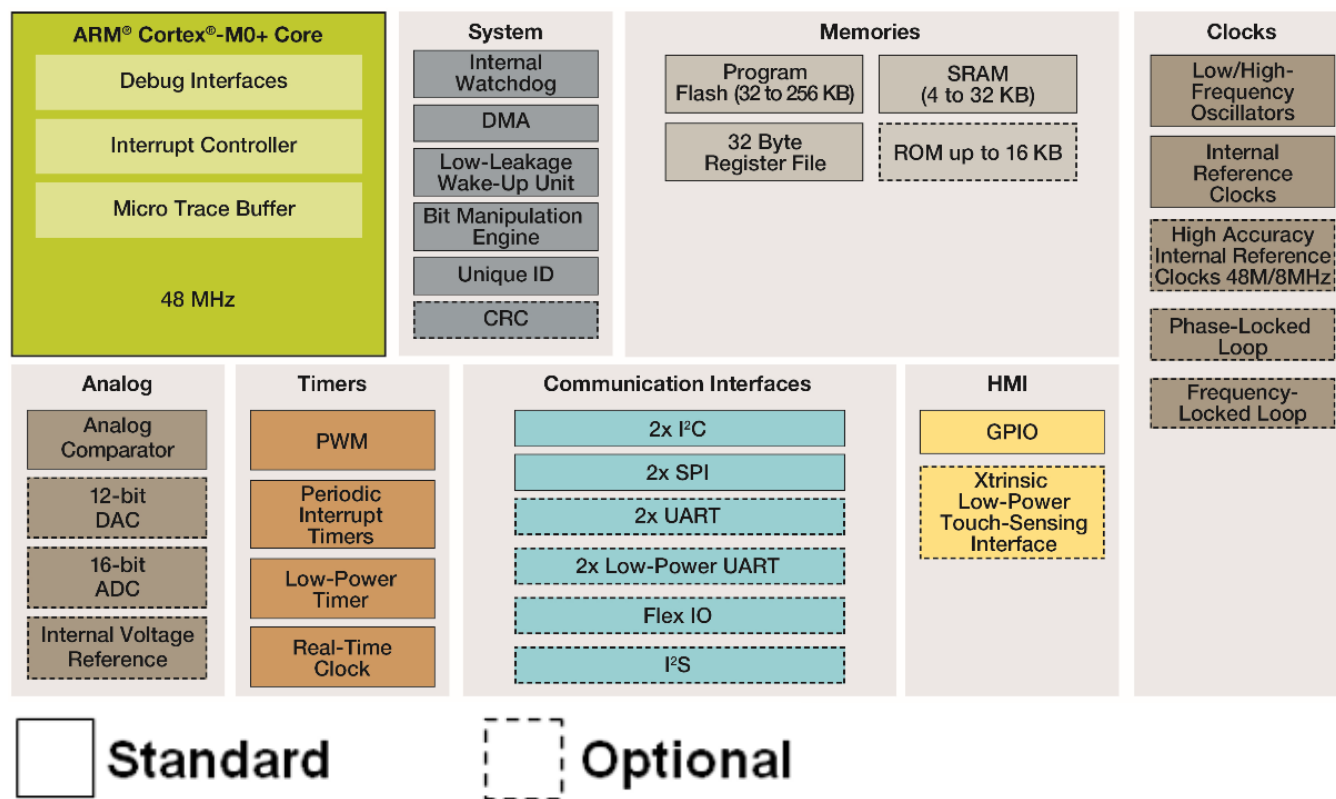 ARM® Cortex®-M0+ Core
Debug Interfaces
Interrupt Controller
Micro Trace Buffer
48 MHz
System
Internal
Watchdog
DMA
Low-Leakage
Wake-Up Unit
Bit Manipulation
Engine
Unique ID
CRC
Memories
Program
Flash (32 to 256 KB)
SRAM
(4 to 32 KB)
32 Byte
Register File
ROM up to 16 KB
Clocks
Low/High-
Frequency
Oscillators
Internal
Reference
Clocks
High Accuracy
Internal Reference
Clocks 48M/8MHz
Phase-Locked
Loop
Frequency-
Locked Loop
Analog
Analog
Comparator
12-bit
DAC
16-bit
ADC
Internal Voltage
Reference
Timers
PWM
Periodic
Interrupt
Timers
Low-Power
Timer
Real-Time
Clock
Communication Interfaces
2x I²C
2x SPI
2x UART
2x Low-Power UART
Flex IO
I²S
HMI
GPIO
Xtrinsic
Low-Power
Touch-Sensing
Interface
Standard
Optional